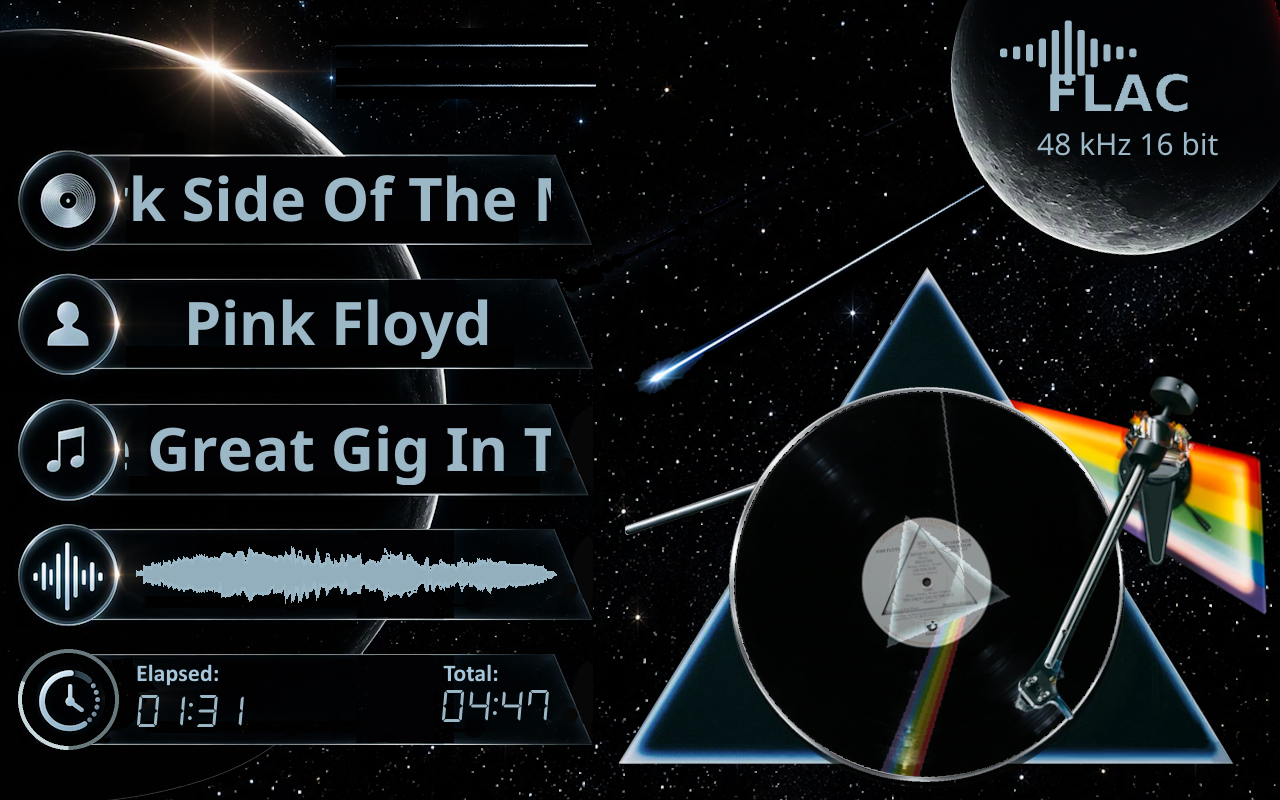 k Side Of The
Pink Floyd
Great Gig In T
Elapsed:
01:31
Total:
04:47
FLAC
48 kHz 16 bit